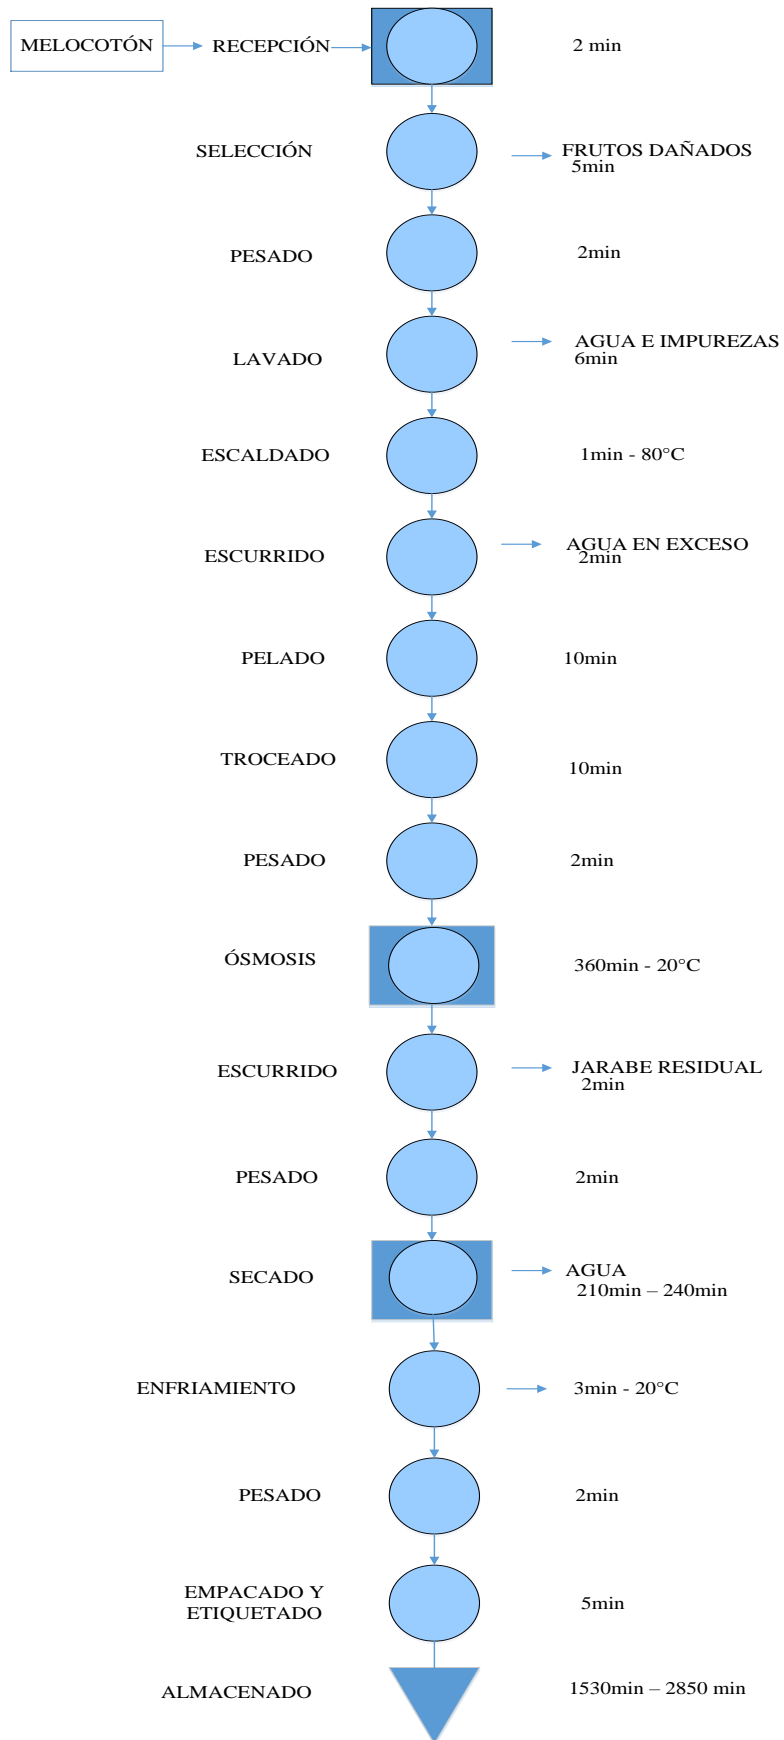 MELOCOTÓN
RECEPCIÓN
2 min
SELECCIÓN
FRUTOS DAÑADOS
5min
PESADO
2min
LAVADO
AGUA E IMPUREZAS
6min
ESCALDADO
1min - 80°C
ESCURRIDO
AGUA EN EXCESO
2min
PELADO
10min
TROCEADO
10min
PESADO
2min
ÓSMOSIS
360min - 20°C
ESCURRIDO
JARABE RESIDUAL
2min
PESADO
2min
SECADO
AGUA
210min – 240min
ENFRIAMIENTO
3min - 20°C
PESADO
2min
EMPACADO Y
ETIQUETADO
5min
ALMACENADO
1530min – 2850 min